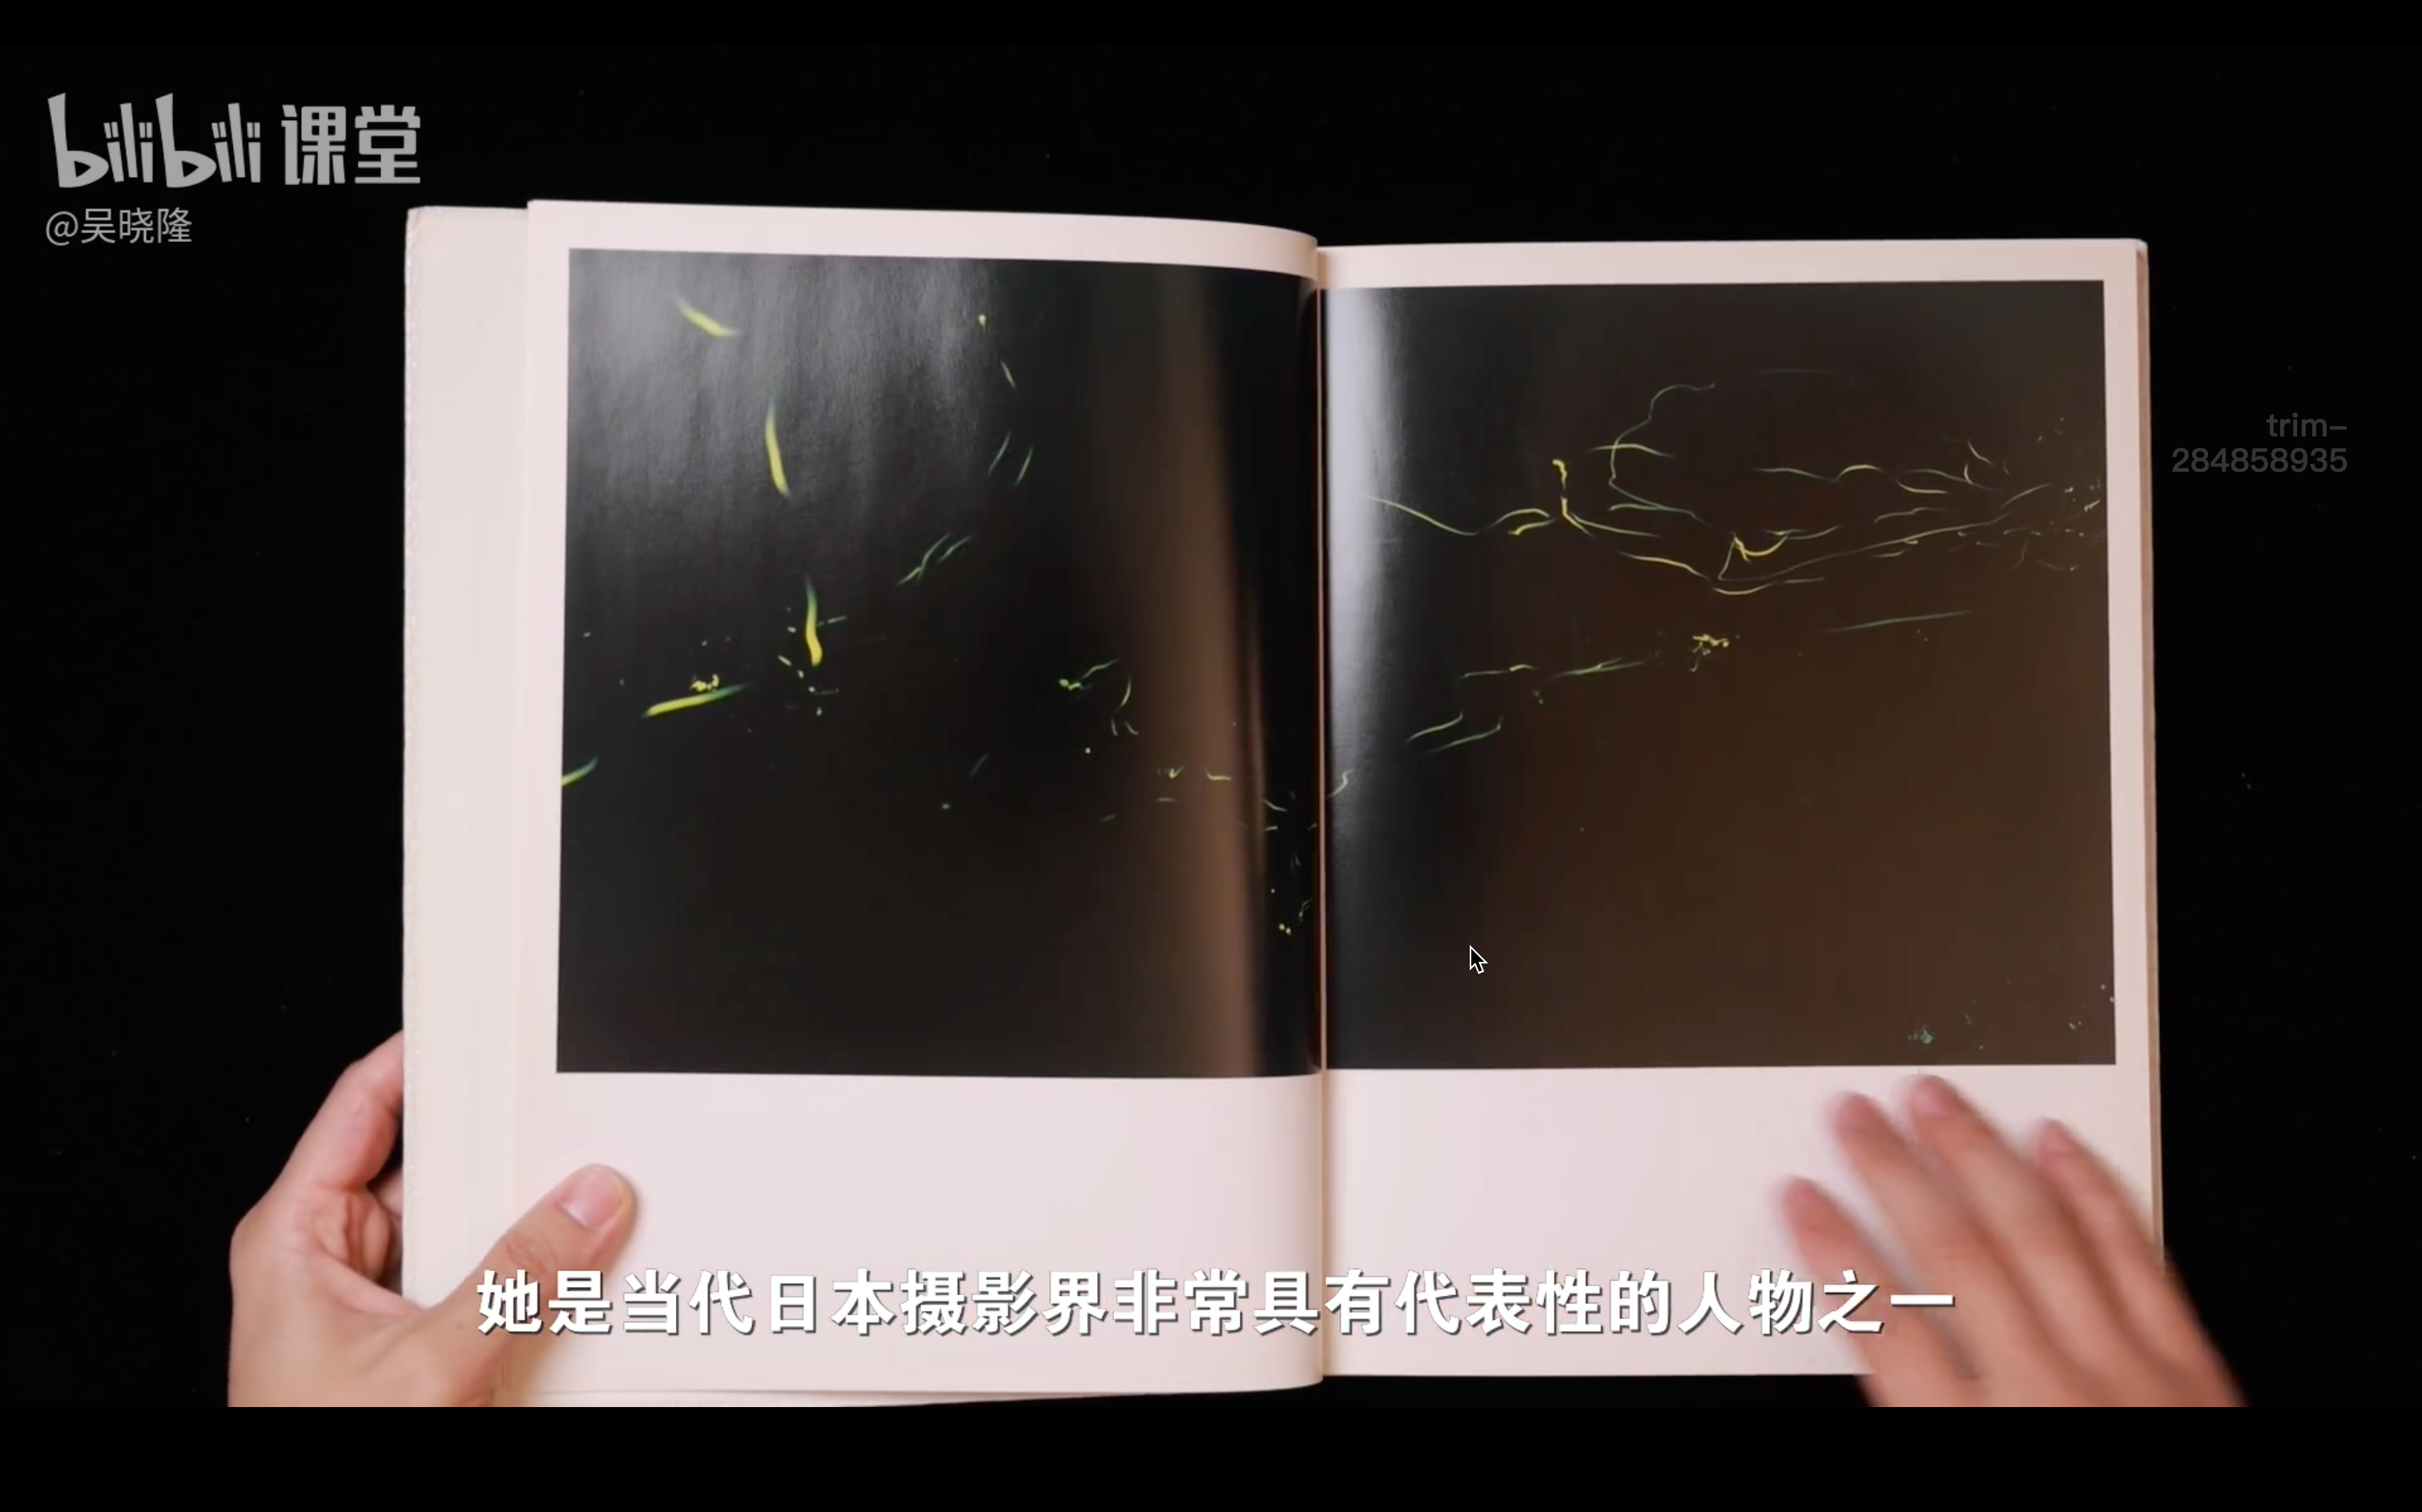 bilibili 课堂
@吴晓隆
trim-
284858935
她是当代日本摄影界非常具有代表性的人物之一